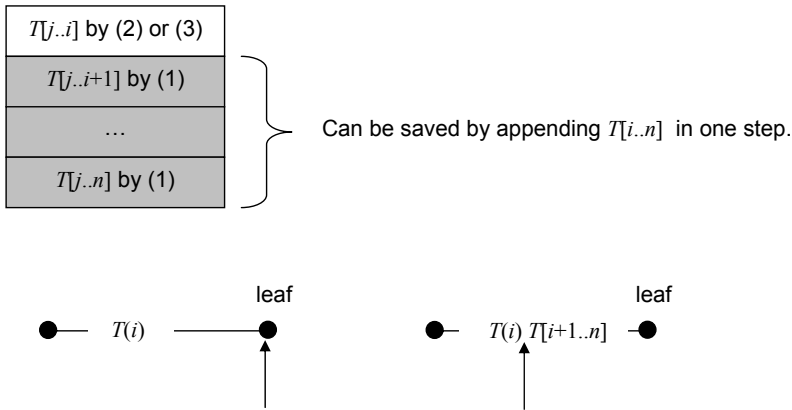 T[j..i] by (2) or (3)
T[j..i+1] by (1)
…
T[j..n] by (1)
Can be saved by appending T[i..n] in one step.
leaf
leaf
T(i)
T(i) T[i+1..n]